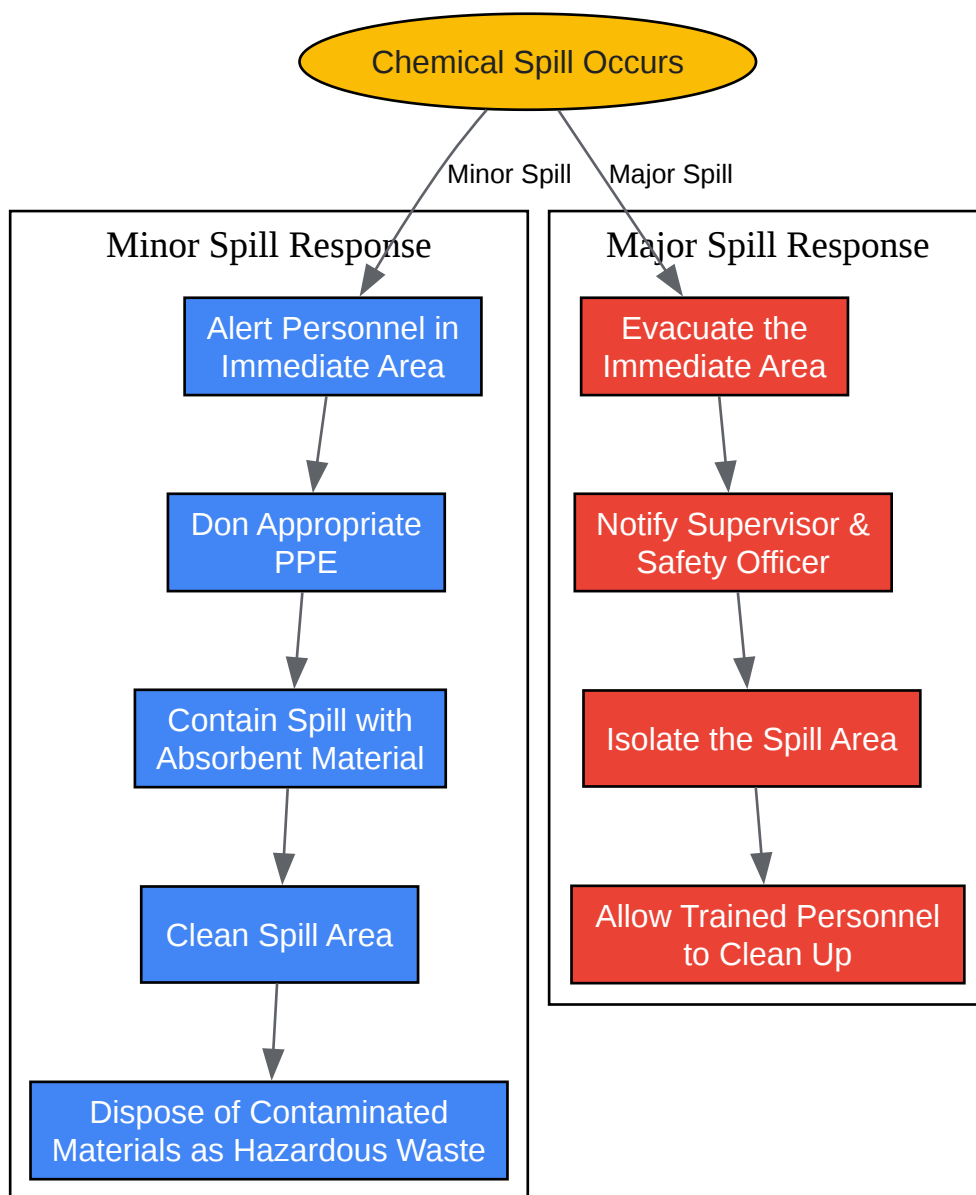 Chemical Spill Occurs
Minor Spill
Major Spill
Minor Spill Response
Alert Personnel in
Immediate Area
Don Appropriate
PPE
Contain Spill with
Absorbent Material
Clean Spill Area
Dispose of Contaminated
Materials as Hazardous Waste
Major Spill Response
Evacuate the
Immediate Area
Notify Supervisor &
Safety Officer
Isolate the Spill Area
Allow Trained Personnel
to Clean Up